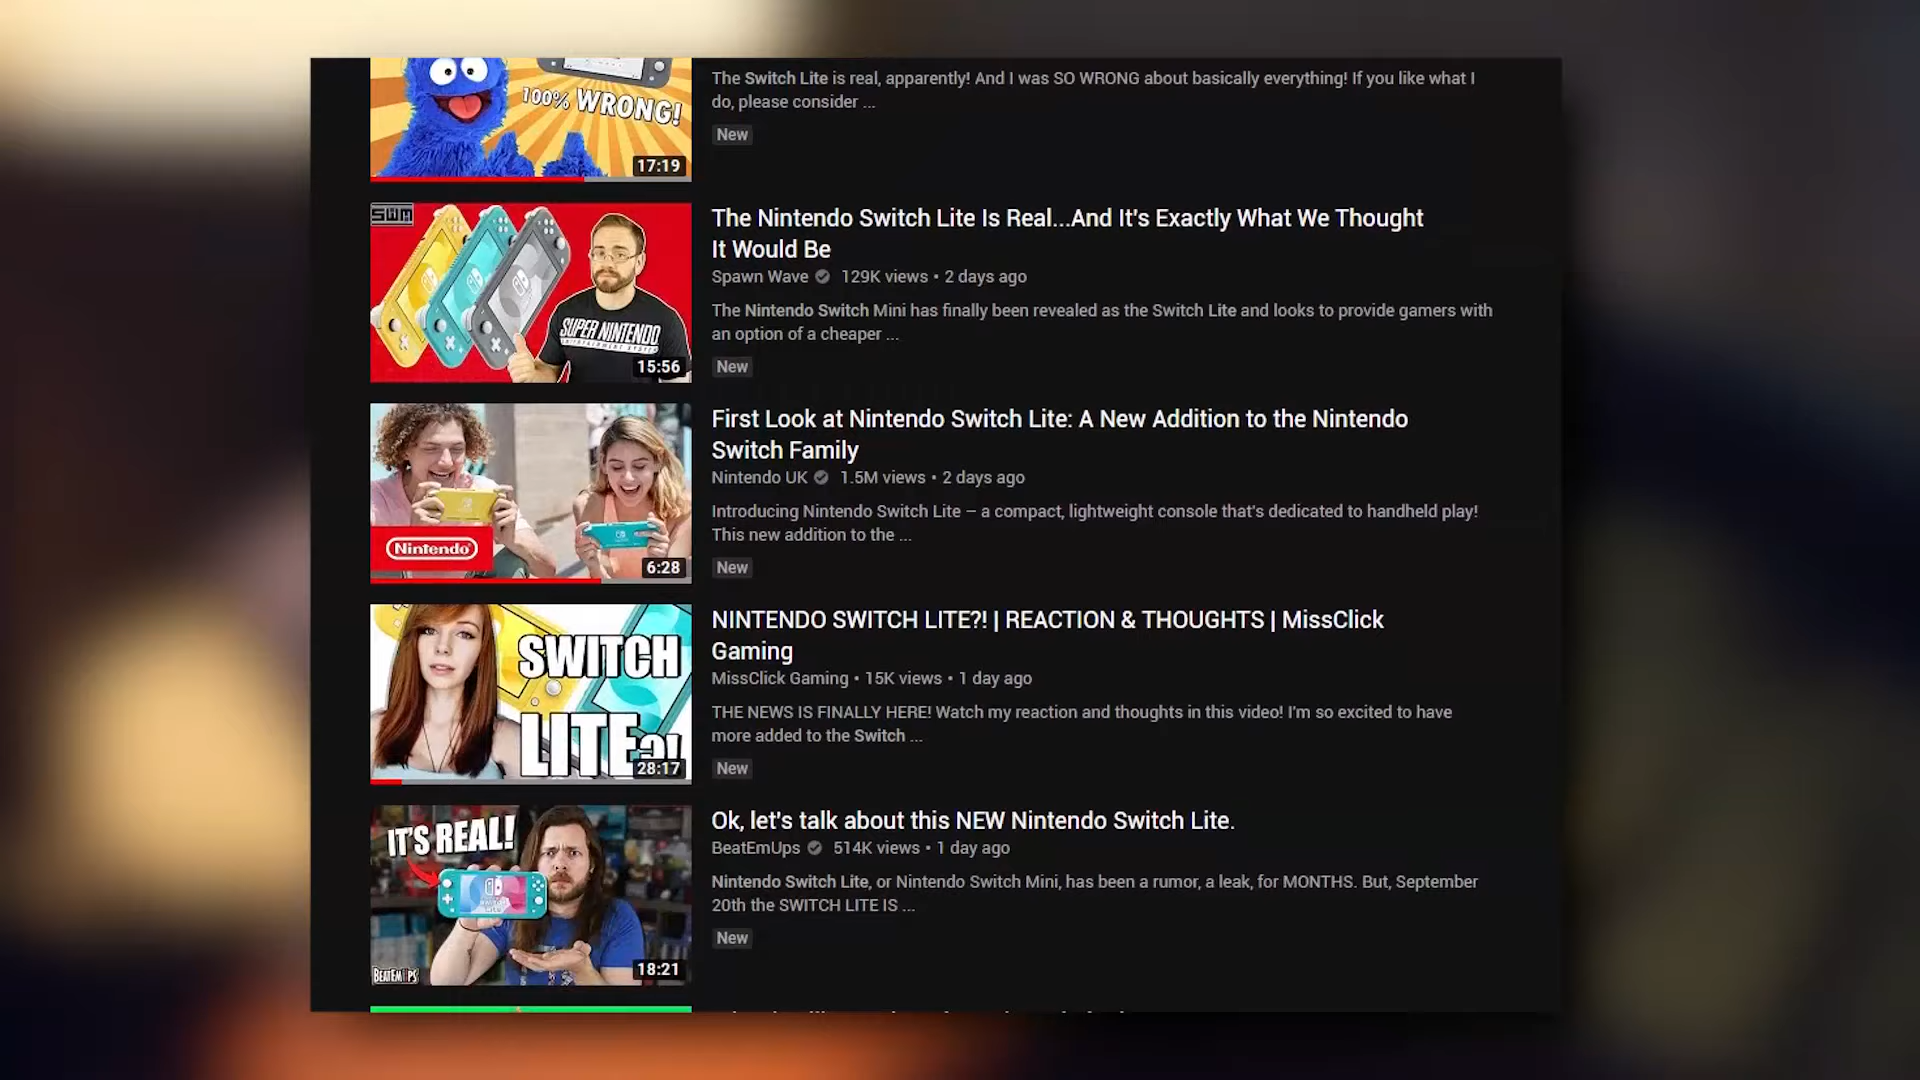 100% WRONG!
17:19
The Switch Lite is real, apparently! And I was SO WRONG about basically everything! If you like what I
do, please consider ...
New
SWM
SUPER NINTENDO
ENTERTAINMENT SYSTEM
15:56
The Nintendo Switch Lite Is Real...And It's Exactly What We Thought
It Would Be
Spawn Wave 129K views • 2 days ago
The Nintendo Switch Mini has finally been revealed as the Switch Lite and looks to provide gamers with
an option of a cheaper ...
New
Nintendo
6:28
First Look at Nintendo Switch Lite: A New Addition to the Nintendo
Switch Family
Nintendo UK 1.5M views • 2 days ago
Introducing Nintendo Switch Lite – a compact, lightweight console that's dedicated to handheld play!
This new addition to the ...
New
SWITCH
LITE?!
28:17
NINTENDO SWITCH LITE?! | REACTION & THOUGHTS | MissClick
Gaming
MissClick Gaming • 15K views • 1 day ago
THE NEWS IS FINALLY HERE! Watch my reaction and thoughts in this video! I'm so excited to have
more added to the Switch ...
New
IT'S REAL!
BEATEMUPS
18:21
Ok, let's talk about this NEW Nintendo Switch Lite.
BeatEmUps 514K views • 1 day ago
Nintendo Switch Lite, or Nintendo Switch Mini, has been a rumor, a leak, for MONTHS. But, September
20th the SWITCH LITE IS ...
New